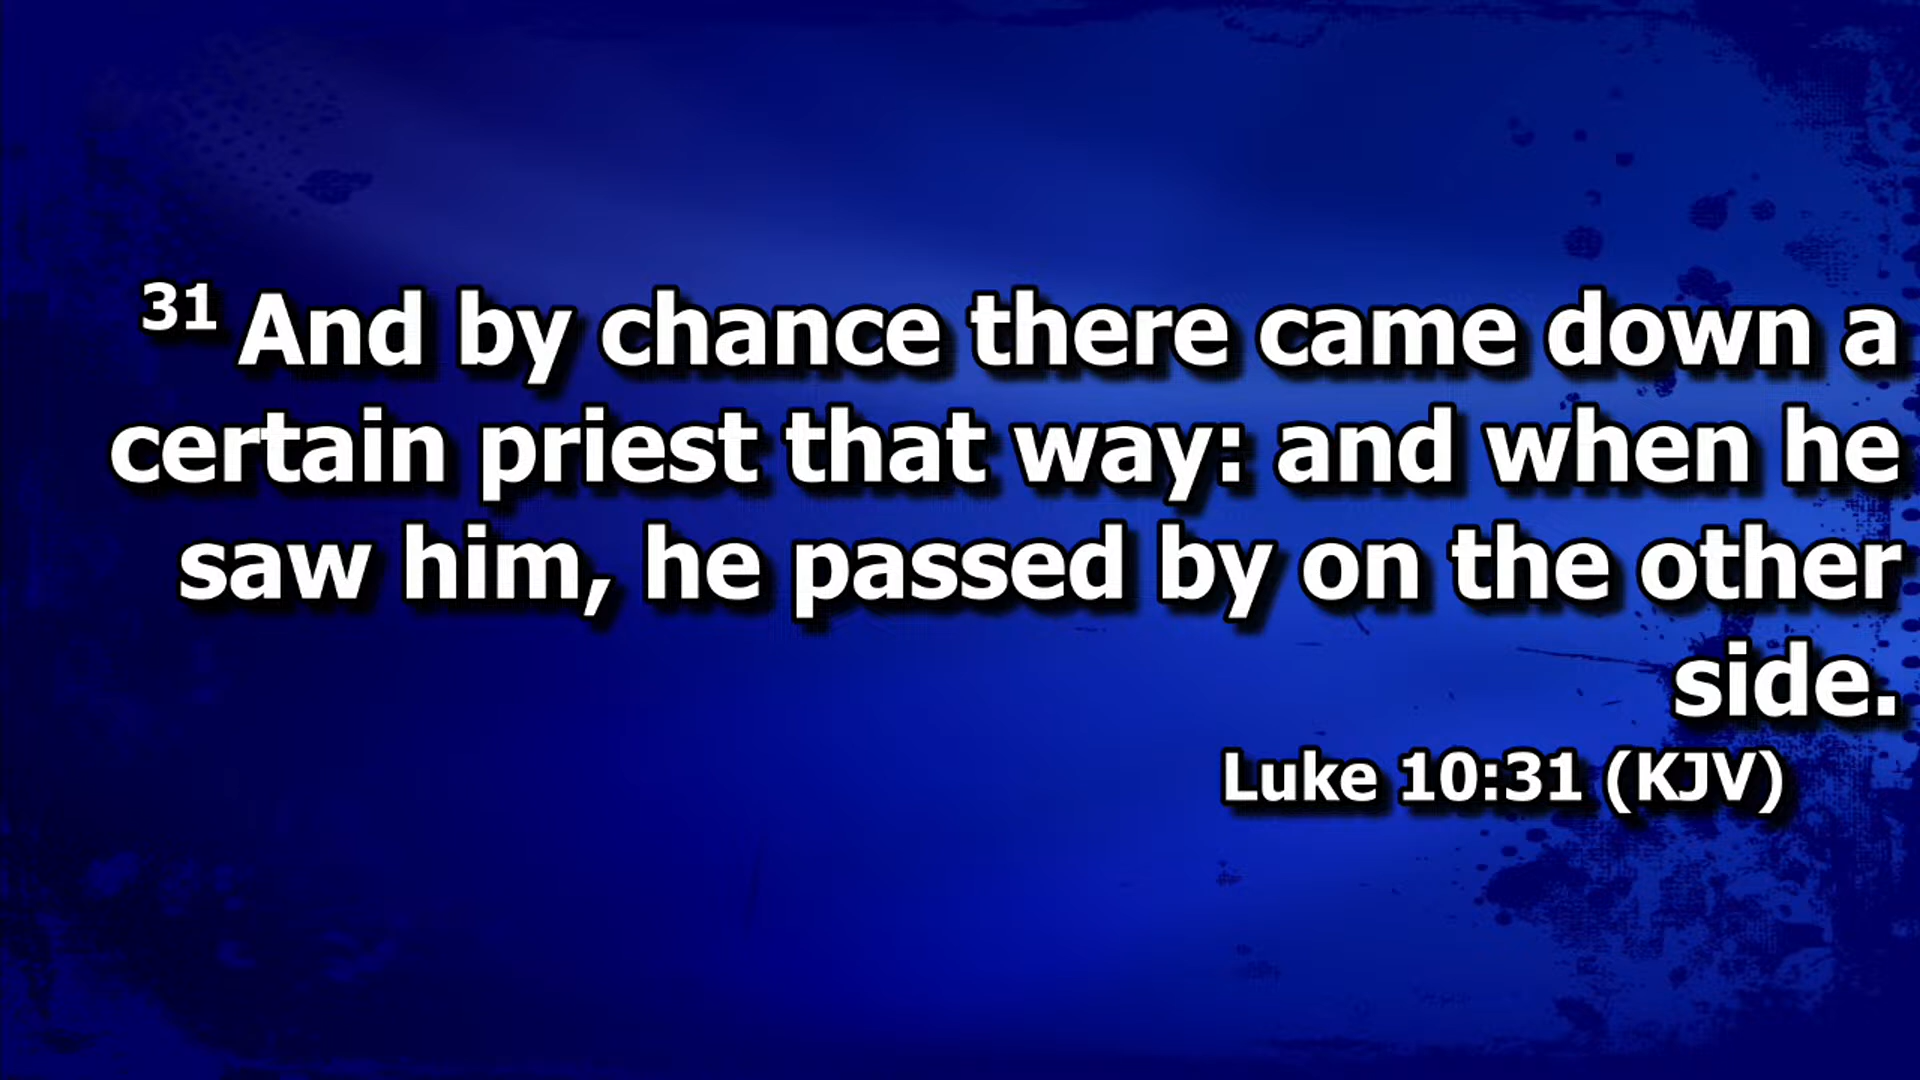 31 And by chance there came down a
certain priest that way: and when he
saw him, he passed by on the other
side.
Luke 10:31 (KJV)